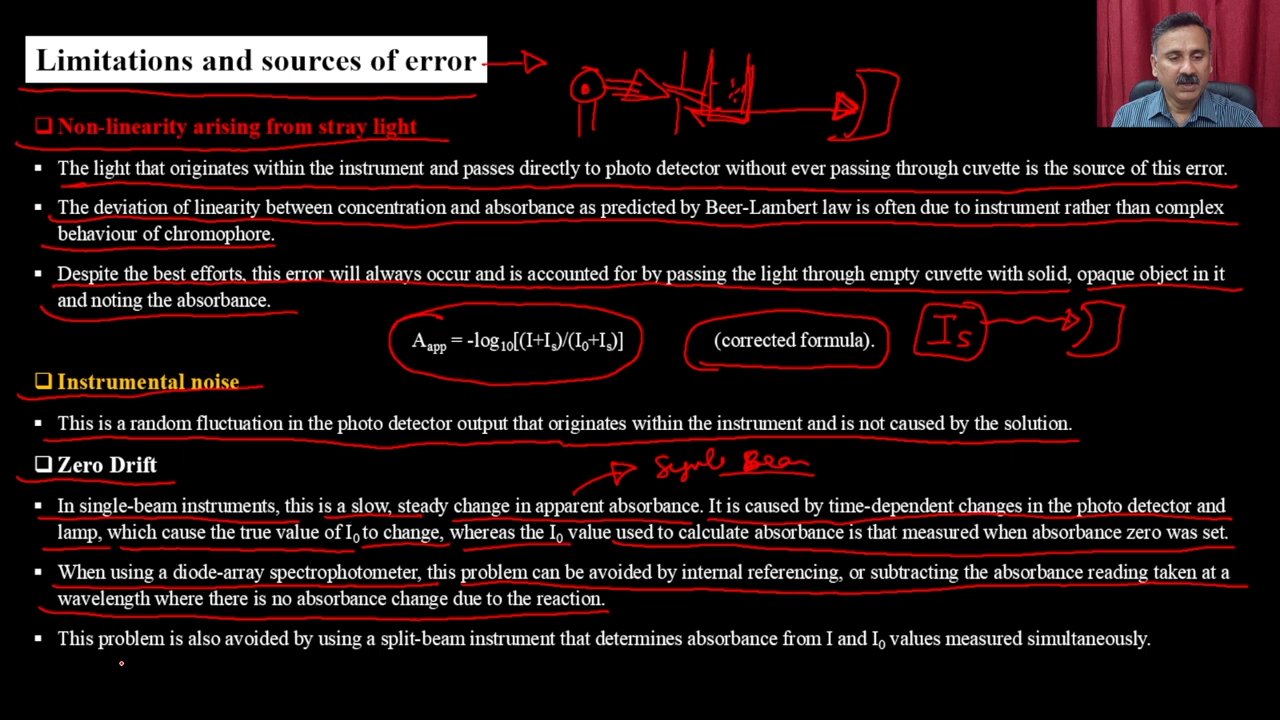 Limitations and sources of error
Non-linearity arising from stray light
The light that originates within the instrument and passes directly to photo detector without ever passing through cuvette is the source of this error.
The deviation of linearity between concentration and absorbance as predicted by Beer-Lambert law is often due to instrument rather than complex
behaviour of chromophore.
Despite the best efforts, this error will always occur and is accounted for by passing the light through empty cuvette with solid, opaque object in it
and noting the absorbance.
Aapp = -log10[(I+Is)/(I0+Is)] (corrected formula). Is
Instrumental noise
This is a random fluctuation in the photo detector output that originates within the instrument and is not caused by the solution.
Zero Drift
Beam
In single-beam instruments, this is a slow, steady change in apparent absorbance. It is caused by time-dependent changes in the photo detector and
lamp, which cause the true value of I0 to change, whereas the I0 value used to calculate absorbance is that measured when absorbance zero was set.
When using a diode-array spectrophotometer, this problem can be avoided by internal referencing, or subtracting the absorbance reading taken at a
wavelength where there is no absorbance change due to the reaction.
This problem is also avoided by using a split-beam instrument that determines absorbance from I and I0 values measured simultaneously.